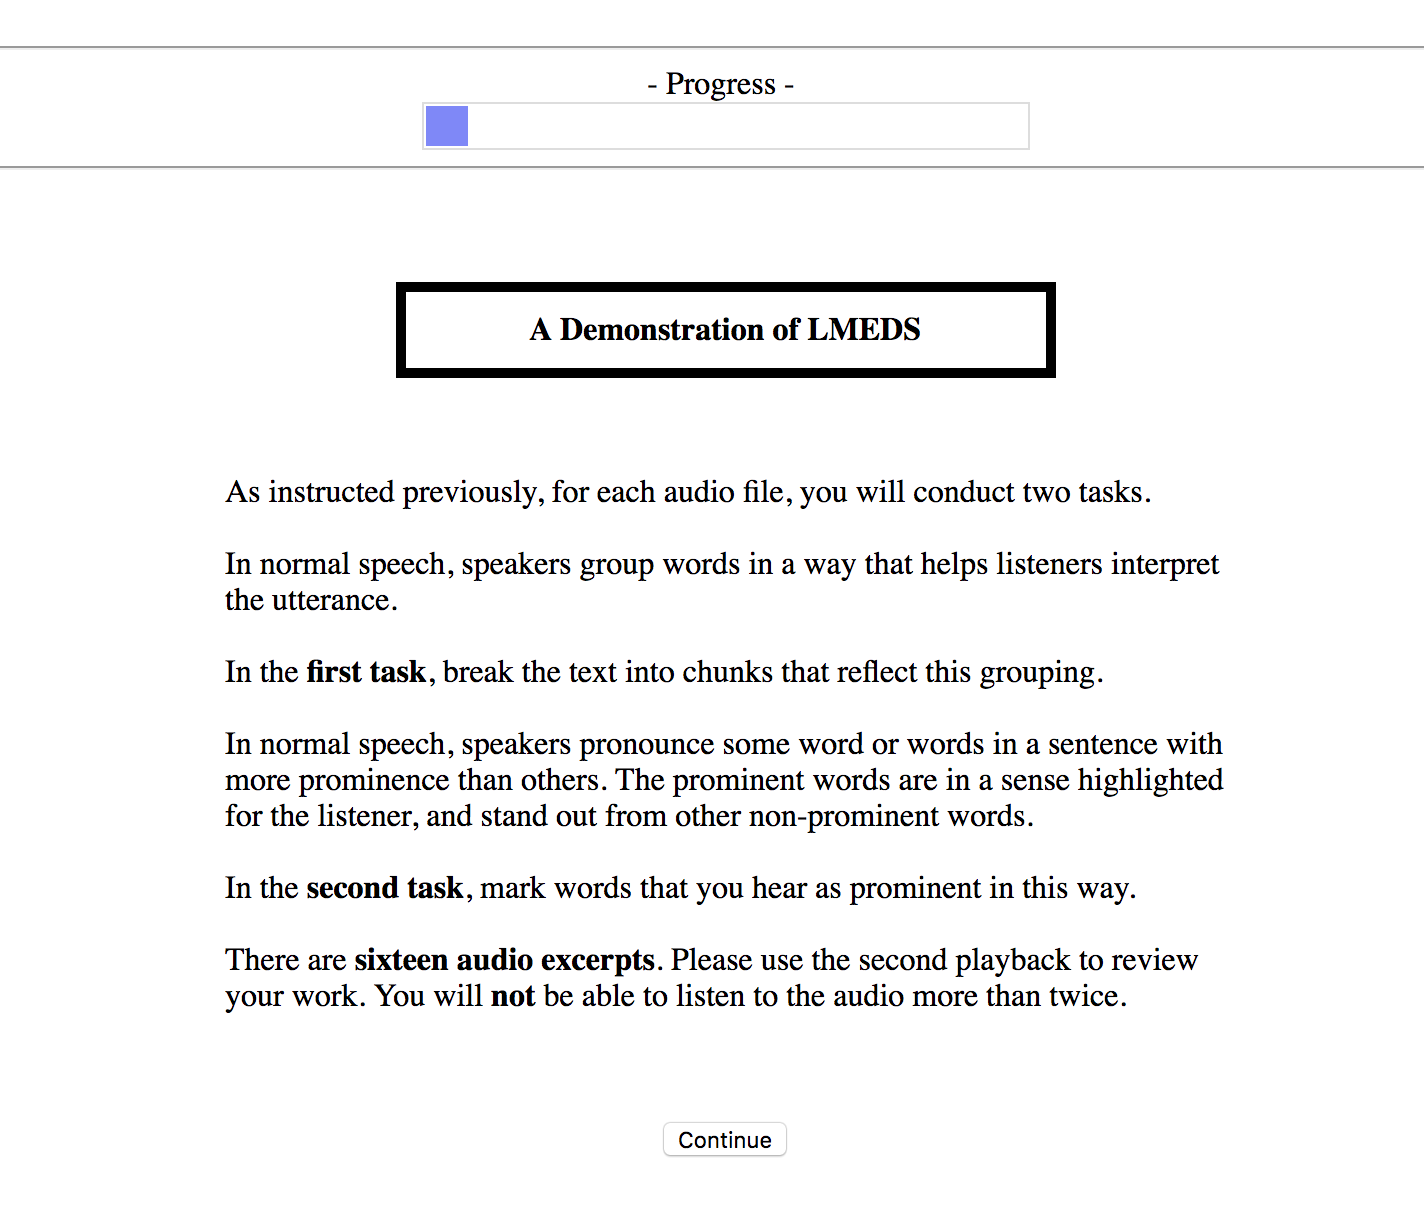 - Progress -
A Demonstration of LMEDS
As instructed previously, for each audio file, you will conduct two tasks.
In normal speech, speakers group words in a way that helps listeners interpret
the utterance.
In the first task, break the text into chunks that reflect this grouping.
In normal speech, speakers pronounce some word or words in a sentence with
more prominence than others. The prominent words are in a sense highlighted
for the listener, and stand out from other non-prominent words.
In the second task, mark words that you hear as prominent in this way.
There are sixteen audio excerpts. Please use the second playback to review
your work. You will not be able to listen to the audio more than twice.
Continue